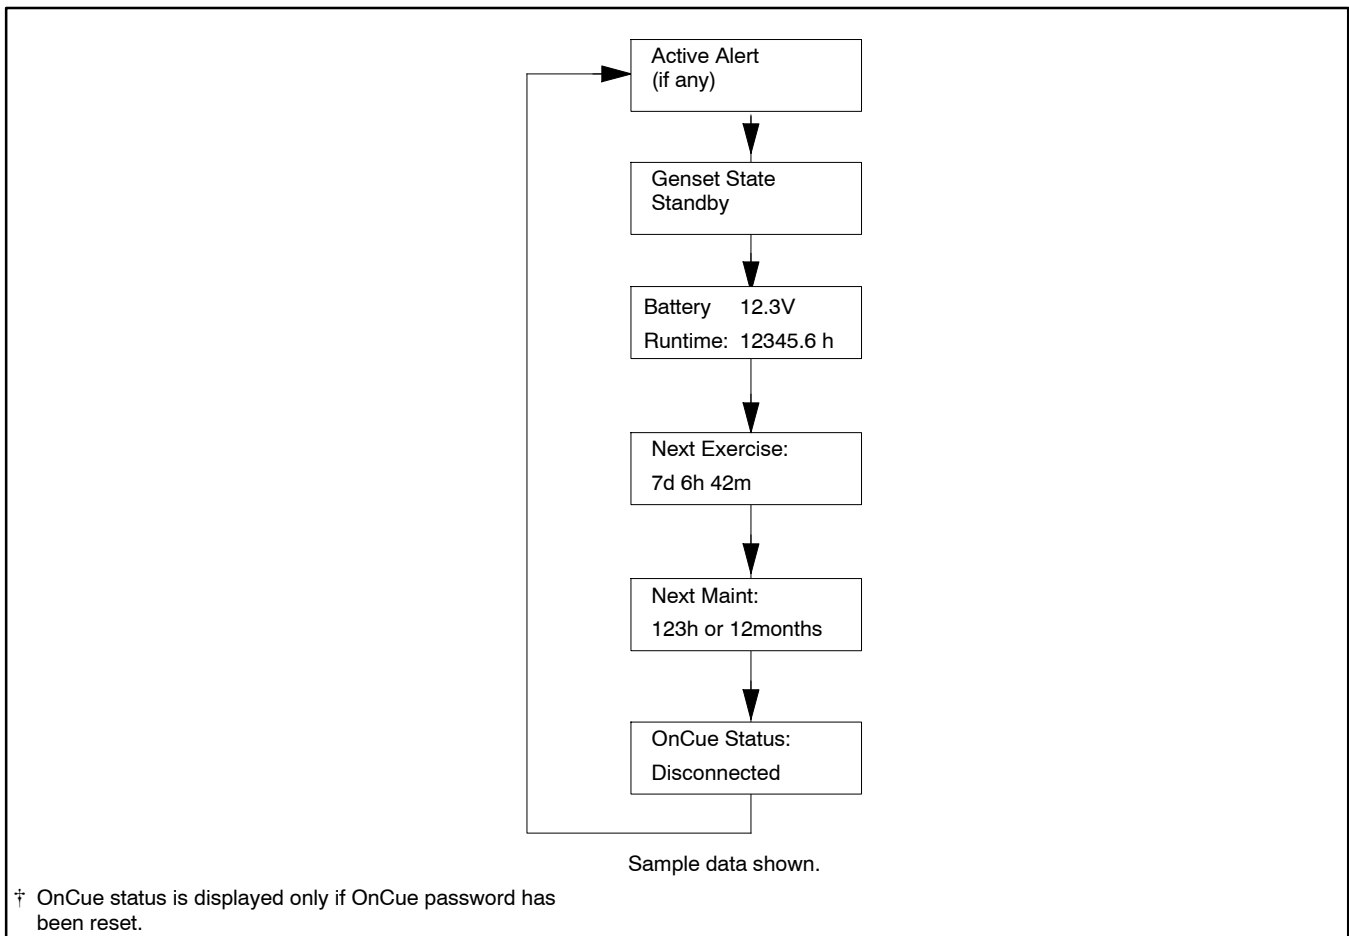 Active Alert
(if any)
Genset State
Standby
Battery 12.3V
Runtime: 12345.6 h
Next Exercise:
7d 6h 42m
Next Maint:
123h or 12months
OnCue Status:
Disconnected
Sample data shown.
† OnCue status is displayed only if OnCue password has
been reset.